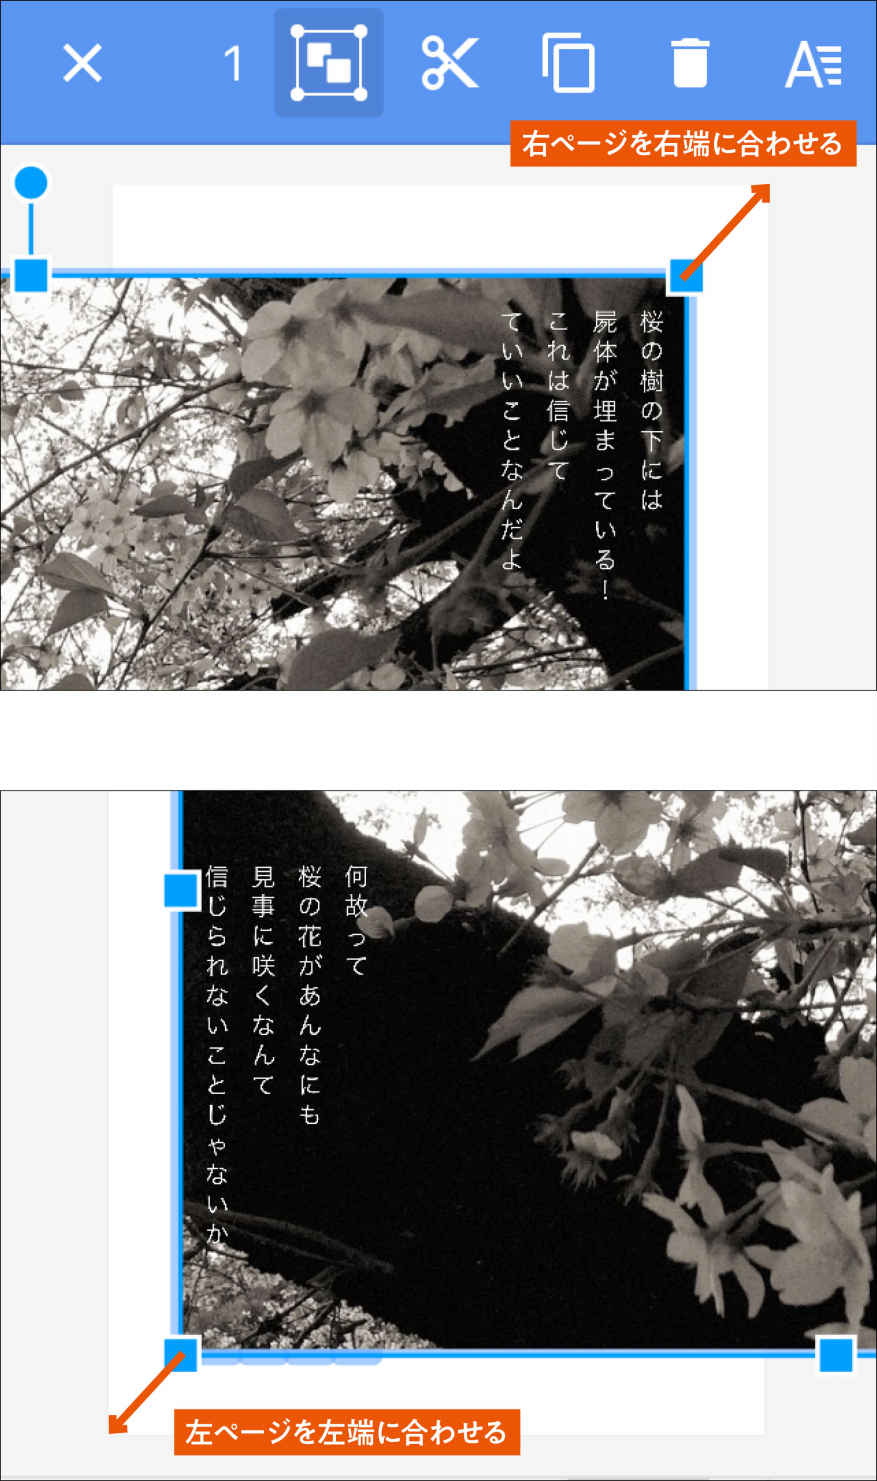 1
右ページを右端に合わせる
桜の樹の下には
屍体が埋まっている！
これは信じて
ていいことなんだよ
何故って
桜の花があんなにも
見事に咲くなんて
信じられないことじゃないか
左ページを左端に合わせる